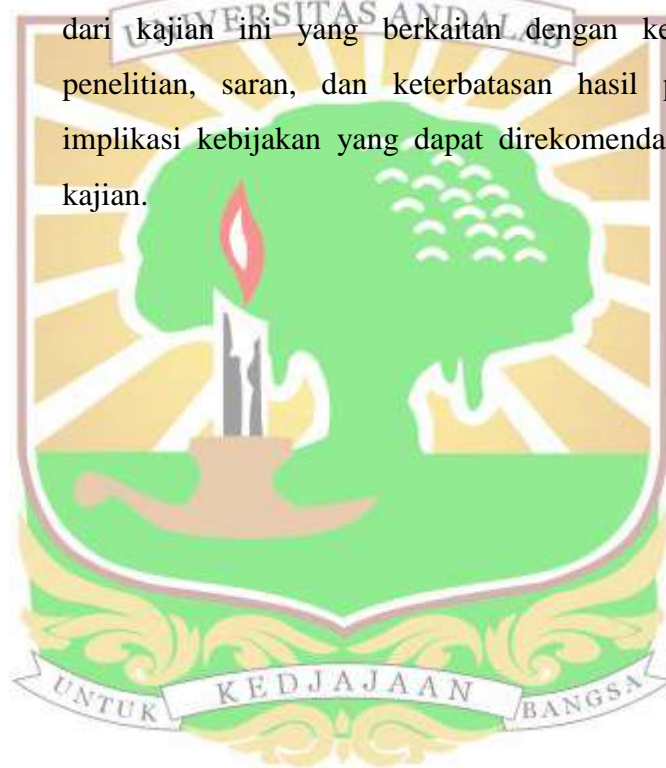 UNIVERSITAS ANDALAS
dari kajian ini yang berkaitan dengan ke
penelitian, saran, dan keterbatasan hasil p
implikasi kebijakan yang dapat direkomenda
kajian.
UNTUK KEDJAJAAN BANGSA